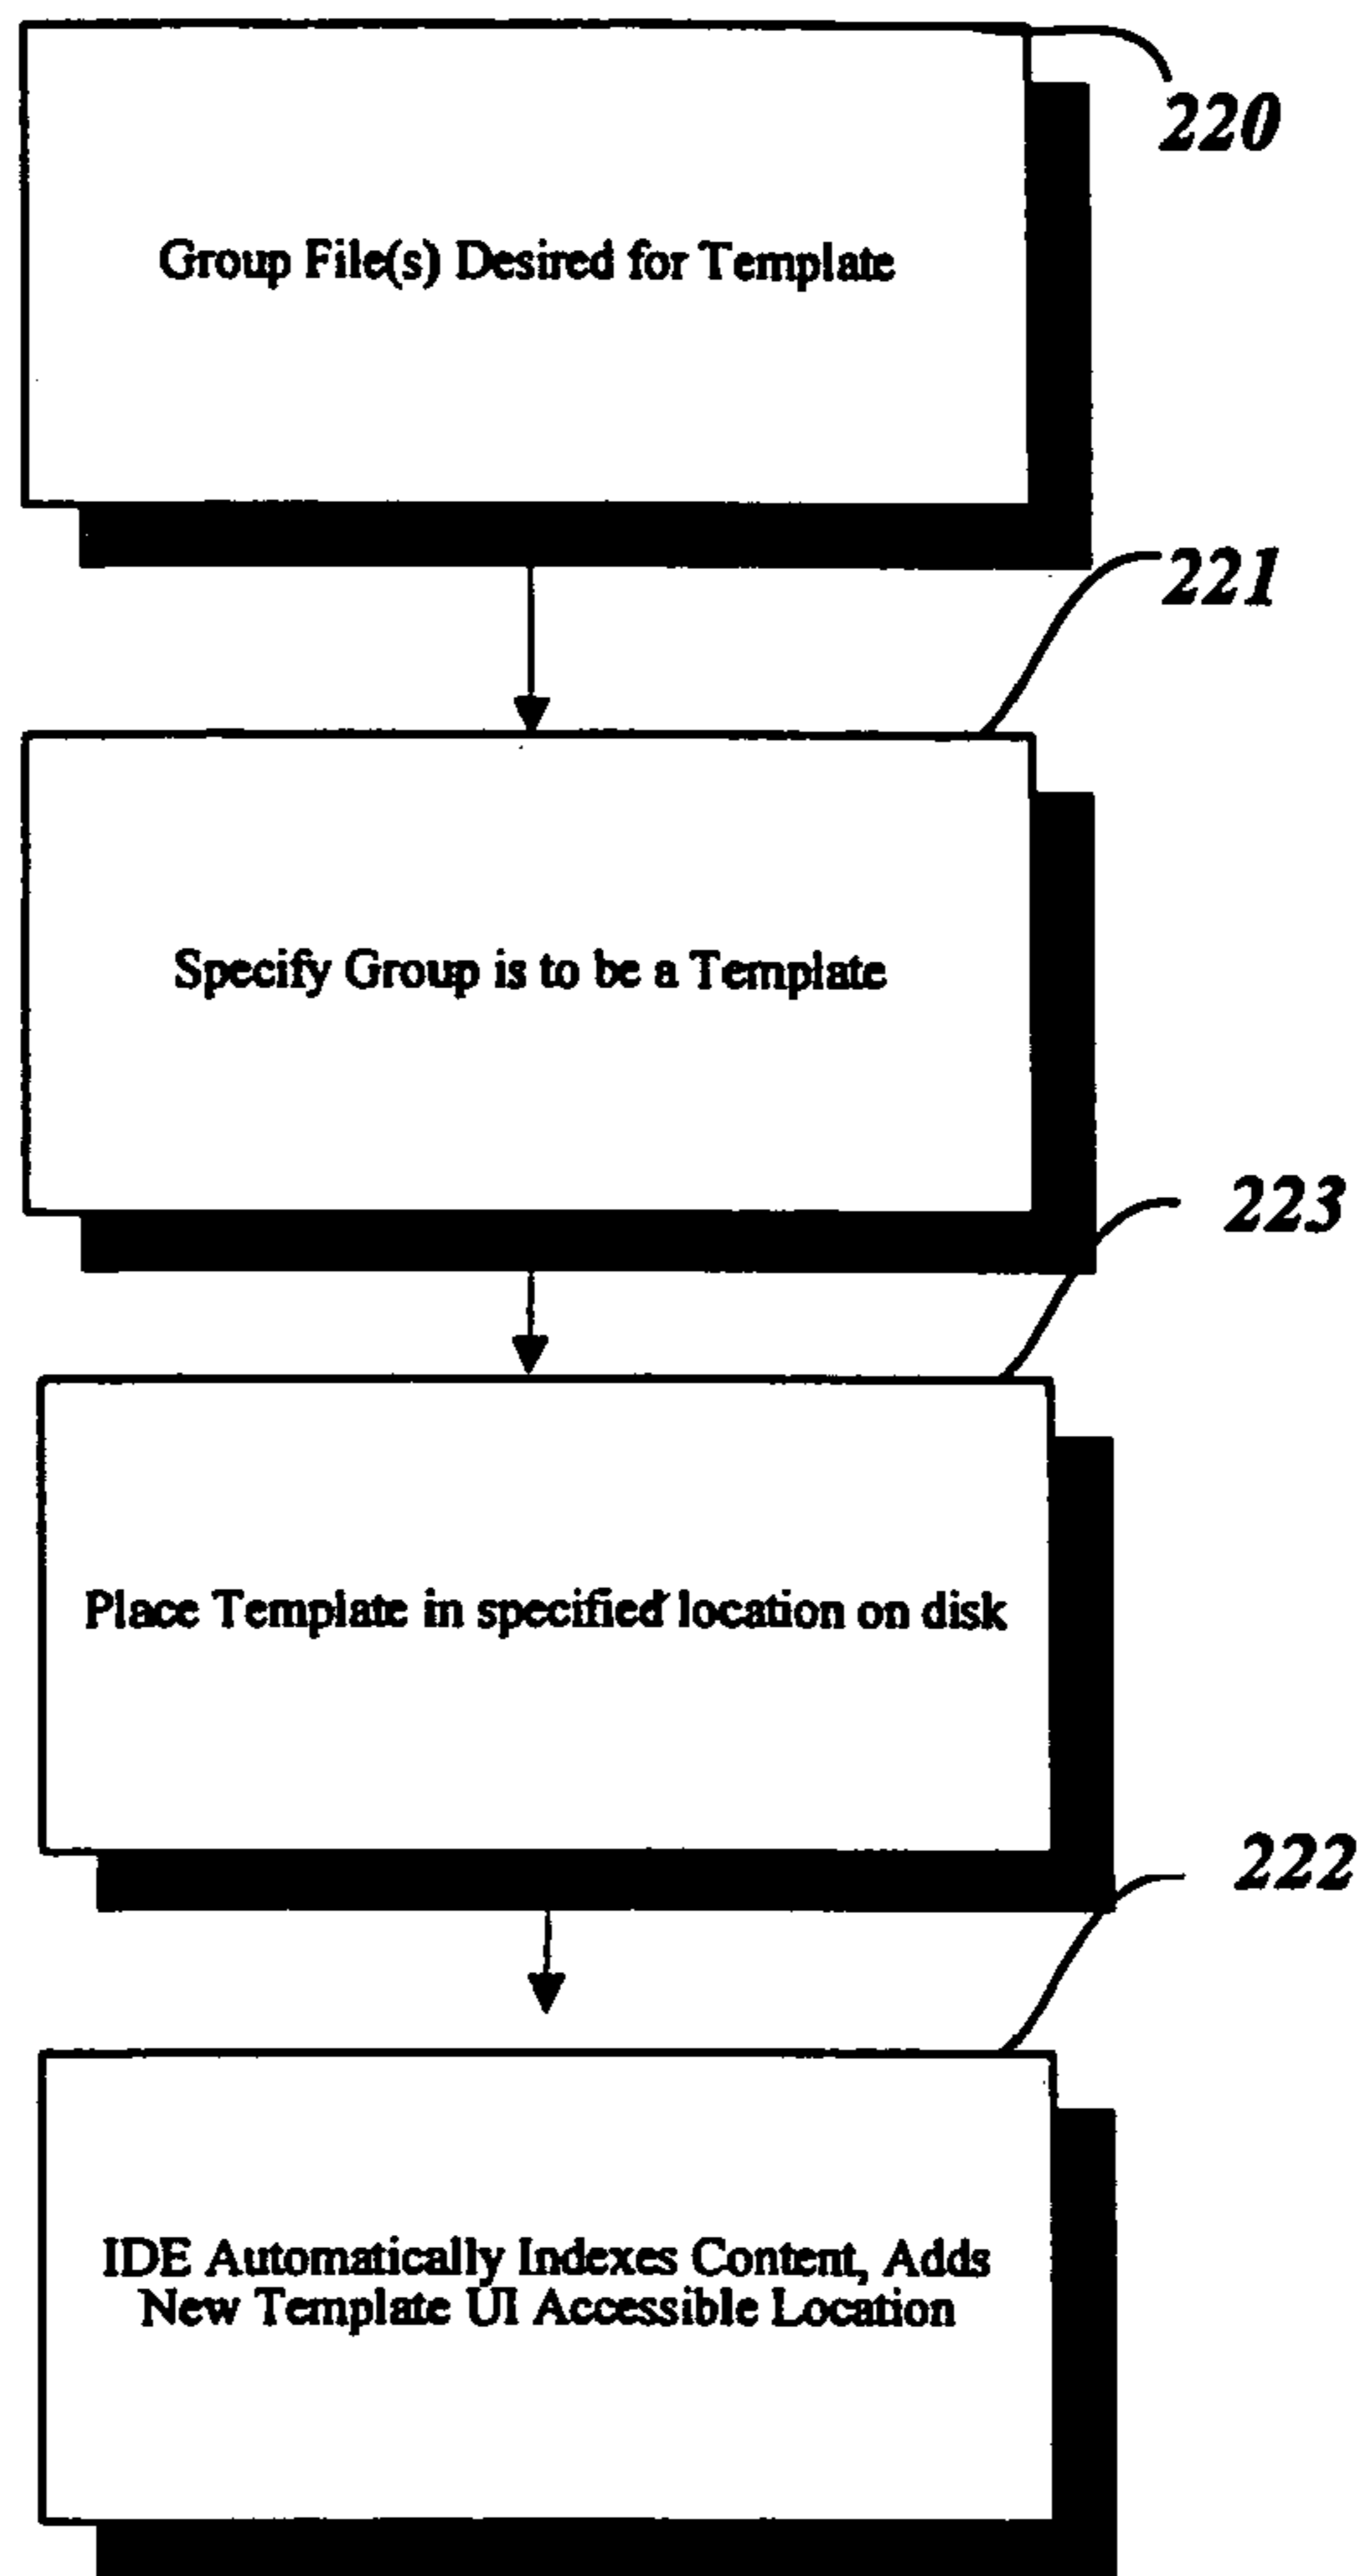 220
Group File(s) Desired for Template
221
Specify Group is to be a Template
223
Place Template in specified location on disk
222
IDE Automatically Indexes Content, Adds
New Template UI Accessible Location